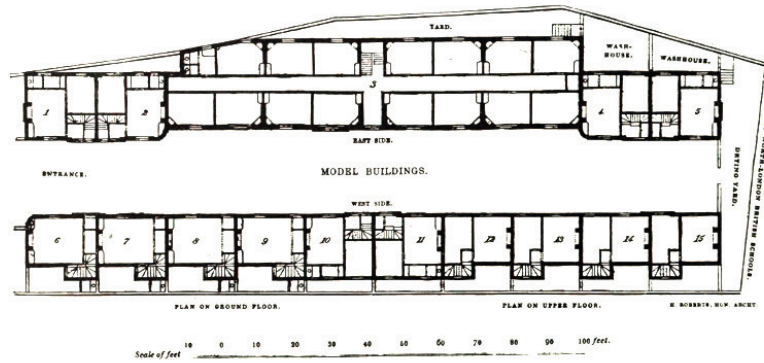 YARD.
WASH-
HOUSE.
WASHHOUSE.
1
2
3
4
5
EAST SIDE.
ENTRANCE.
MODEL BUILDINGS.
DRYING YARD.
NORTH-LONDON BRITISH SCHOOLS.
WEST SIDE.
6
7
8
9
10
11
12
13
14
15
PLAN ON GROUND FLOOR.
PLAN ON UPPER FLOOR.
H. ROBERTS, HON. ARCHT
10 0 10 20 30 40 50 60 70 80 90 100 feet.
Scale of feet